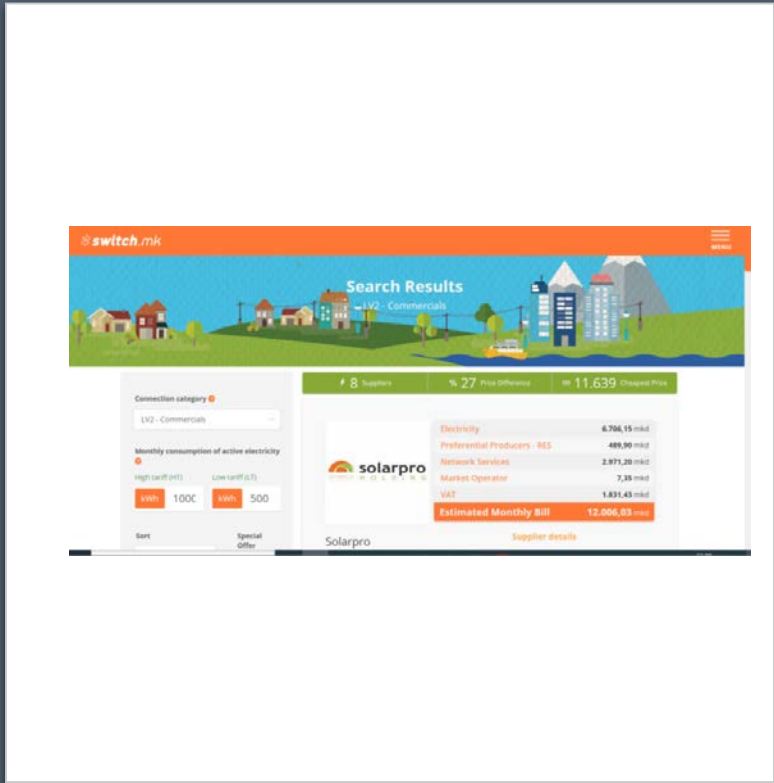 switch.mk
MENU
Search Results
LV2 - Commercials
8 Suppliers
% 27 Price Difference
11.639 Cheapest Price
Connection category
LV2 - Commercials
Monthly consumption of active electricity
High tariff (HT) Low tariff (LT)
kWh 1000 kWh 500
Sort Special Offer
solarpro
HOLDING
Solarpro
Electricity 6.706,15 mkd
Preferential Producers - RES 489,90 mkd
Network Services 2.971,20 mkd
Market Operator 7,35 mkd
VAT 1.831,43 mkd
Estimated Monthly Bill 12.006,03 mkd
Supplier details